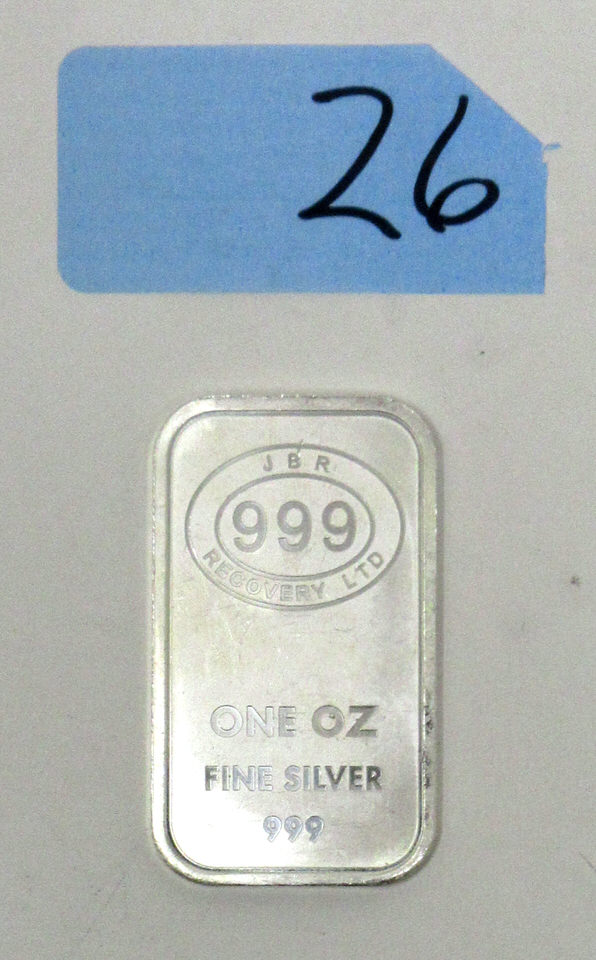 26
JBR
999
RECOVERY LTD
ONE OZ
FINE SILVER
999